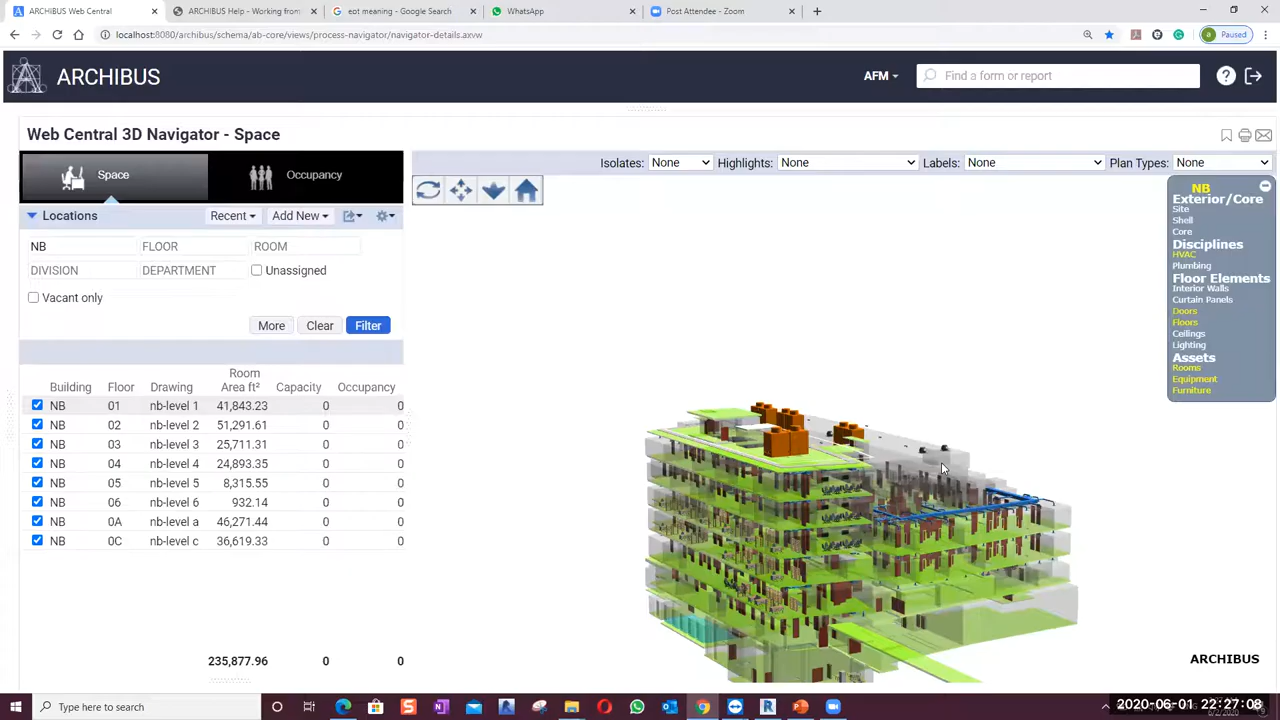 ARCHIBUS Web Central
ARCHIBUS Help - Working from
eot meaning - Google Search
WhatsApp
Post Attendee - Zoom
localhost:8080/archibus/schema/ab-core/views/process-navigator/navigator-details.axvw
Paused
ARCHIBUS
AFM
Find a form or report
Web Central 3D Navigator - Space
Space
Occupancy
Isolates: None
Highlights: None
Labels: None
Plan Types: None
Locations
Recent
Add New
NB
FLOOR
ROOM
DIVISION
DEPARTMENT
Unassigned
Vacant only
More
Clear
Filter
Building Floor Drawing Room Area ft² Capacity Occupancy
NB 01 nb-level 1 41,843.23 0 0
NB 02 nb-level 2 51,291.61 0 0
NB 03 nb-level 3 25,711.31 0 0
NB 04 nb-level 4 24,893.35 0 0
NB 05 nb-level 5 8,315.55 0 0
NB 06 nb-level 6 932.14 0 0
NB 0A nb-level a 46,271.44 0 0
NB 0C nb-level c 36,619.33 0 0
235,877.96 0 0
NB
Exterior/Core
Site
Shell
Core
Disciplines
HVAC
Plumbing
Floor Elements
Interior Walls
Curtain Panels
Doors
Floors
Ceilings
Lighting
Assets
Rooms
Equipment
Furniture
ARCHIBUS
Type here to search
2020-06-01 22:27:08